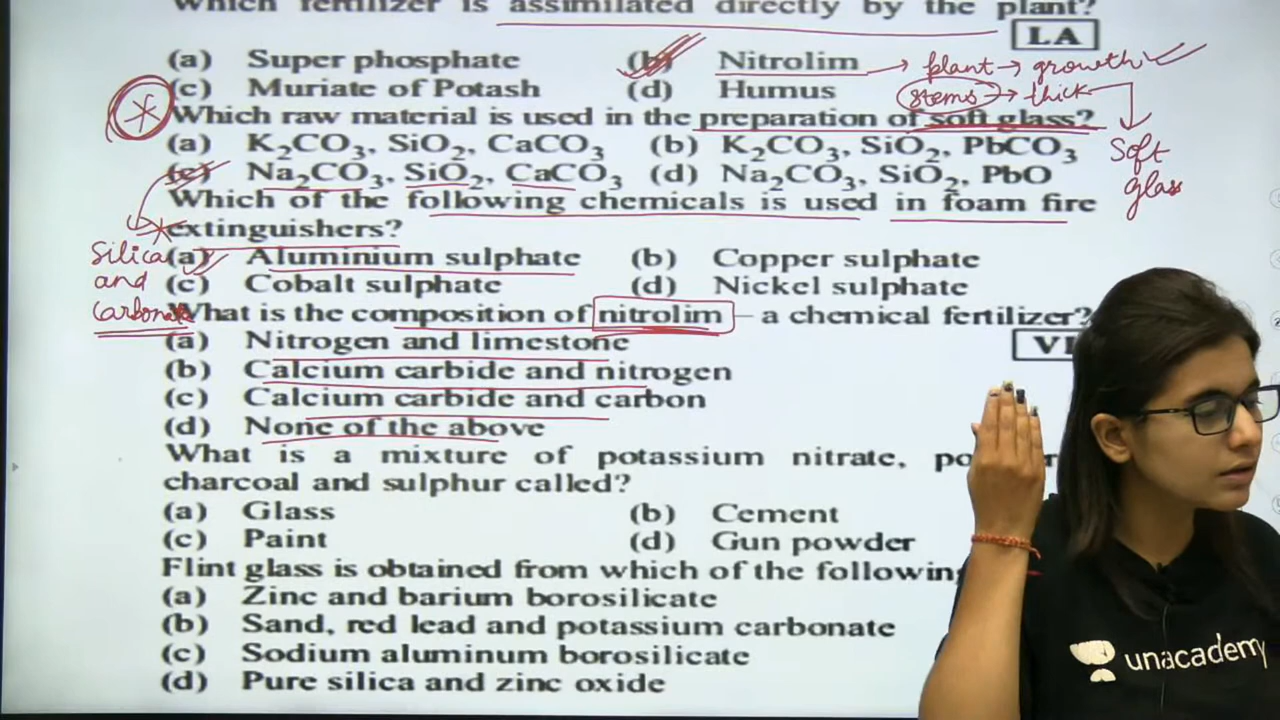 Which fertilizer is assimilated directly by the plant?
LA
(a) Super phosphate (b) Nitrolim → plant → growth
(c) Muriate of Potash (d) Humus stems → thick
Which raw material is used in the preparation of soft glass?
(a) K₂CO₃, SiO₂, CaCO₃ (b) K₂CO₃, SiO₂, PbCO₃
(c) Na₂CO₃, SiO₂, CaCO₃ (d) Na₂CO₃, SiO₂, PbO
Soft
glass
Which of the following chemicals is used in foam fire
extinguishers?
(a) Aluminium sulphate (b) Copper sulphate
(c) Cobalt sulphate (d) Nickel sulphate
Silica
and
Carbonate
What is the composition of nitrolim – a chemical fertilizer?
(a) Nitrogen and limestone
(b) Calcium carbide and nitrogen
(c) Calcium carbide and carbon
(d) None of the above
What is a mixture of potassium nitrate,
charcoal and sulphur called?
(a) Glass (b) Cement
(c) Paint (d) Gun powder
Flint glass is obtained from which of the following
(a) Zinc and barium borosilicate
(b) Sand, red lead and potassium carbonate
(c) Sodium aluminum borosilicate
(d) Pure silica and zinc oxide
unacademy